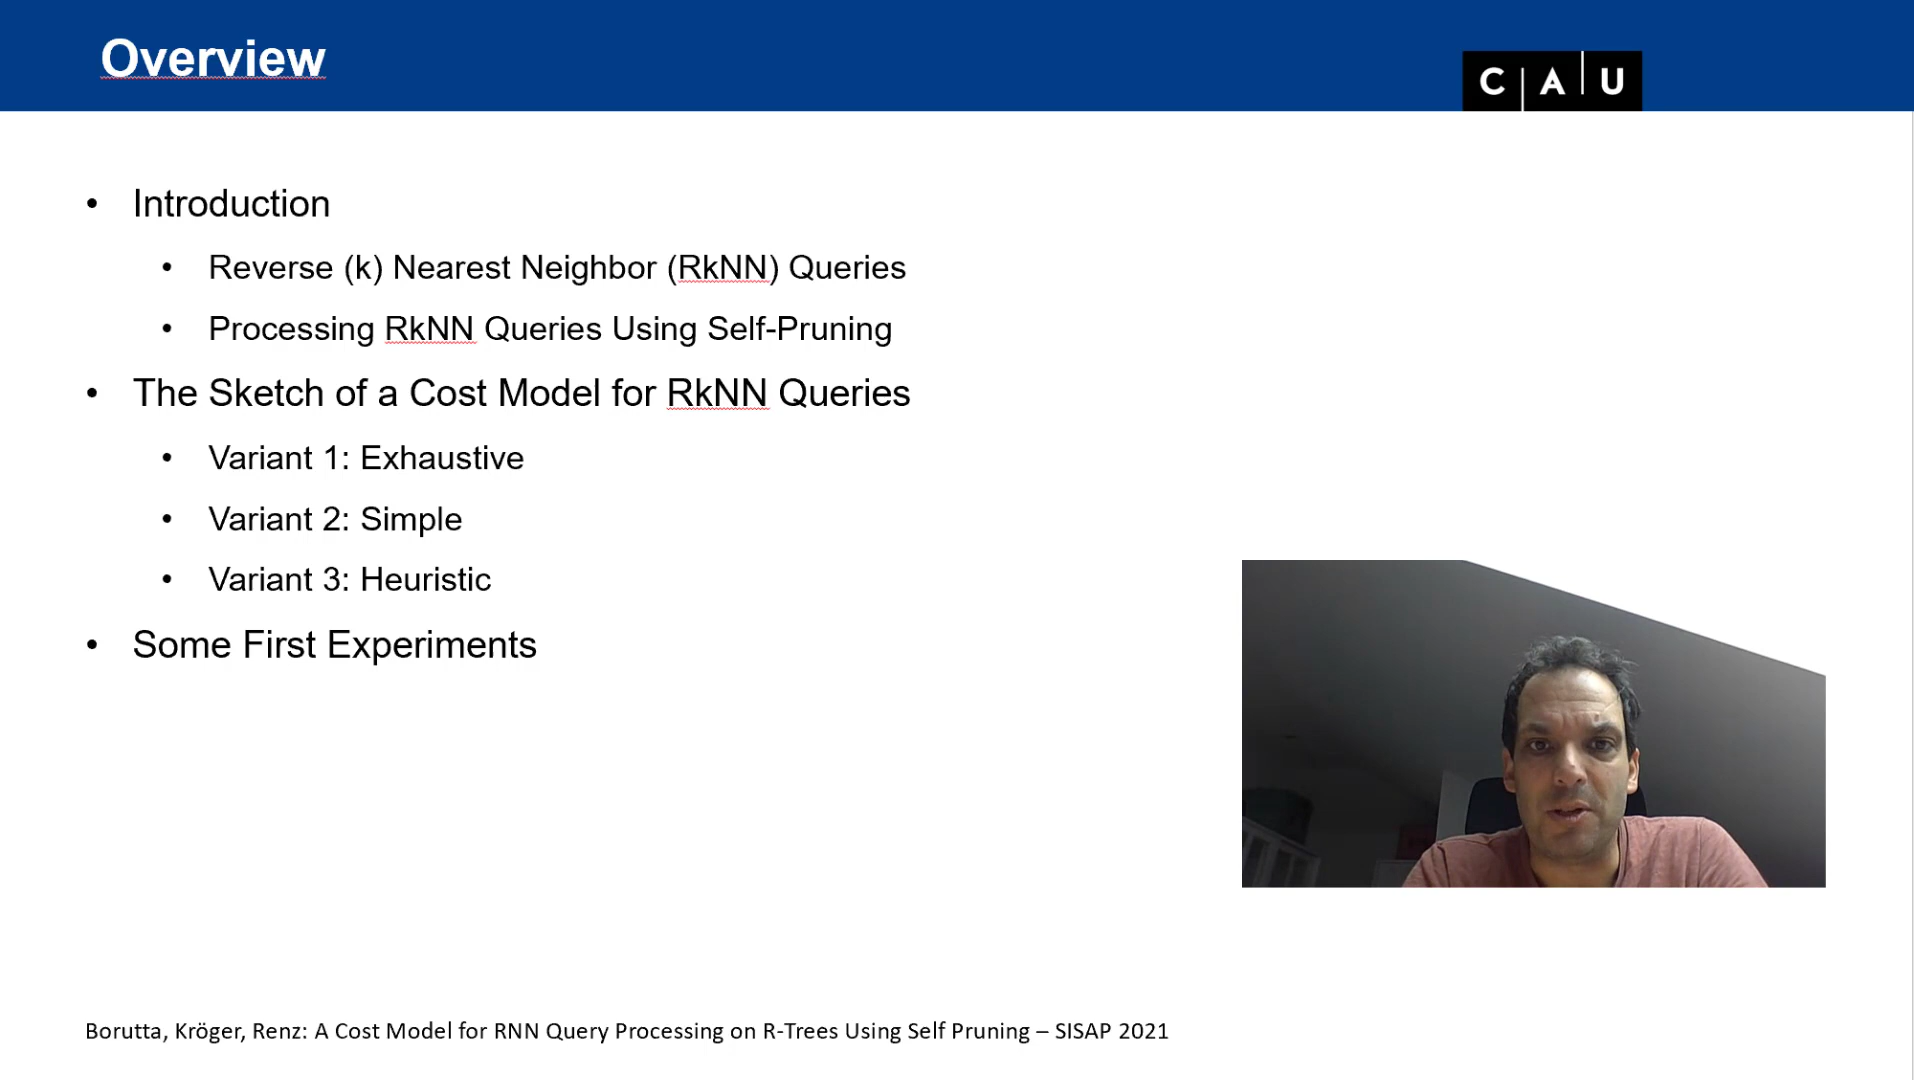 Overview
C A U
• Introduction
• Reverse (k) Nearest Neighbor (RkNN) Queries
• Processing RkNN Queries Using Self-Pruning
• The Sketch of a Cost Model for RkNN Queries
• Variant 1: Exhaustive
• Variant 2: Simple
• Variant 3: Heuristic
• Some First Experiments
Borutta, Kröger, Renz: A Cost Model for RNN Query Processing on R-Trees Using Self Pruning – SISAP 2021